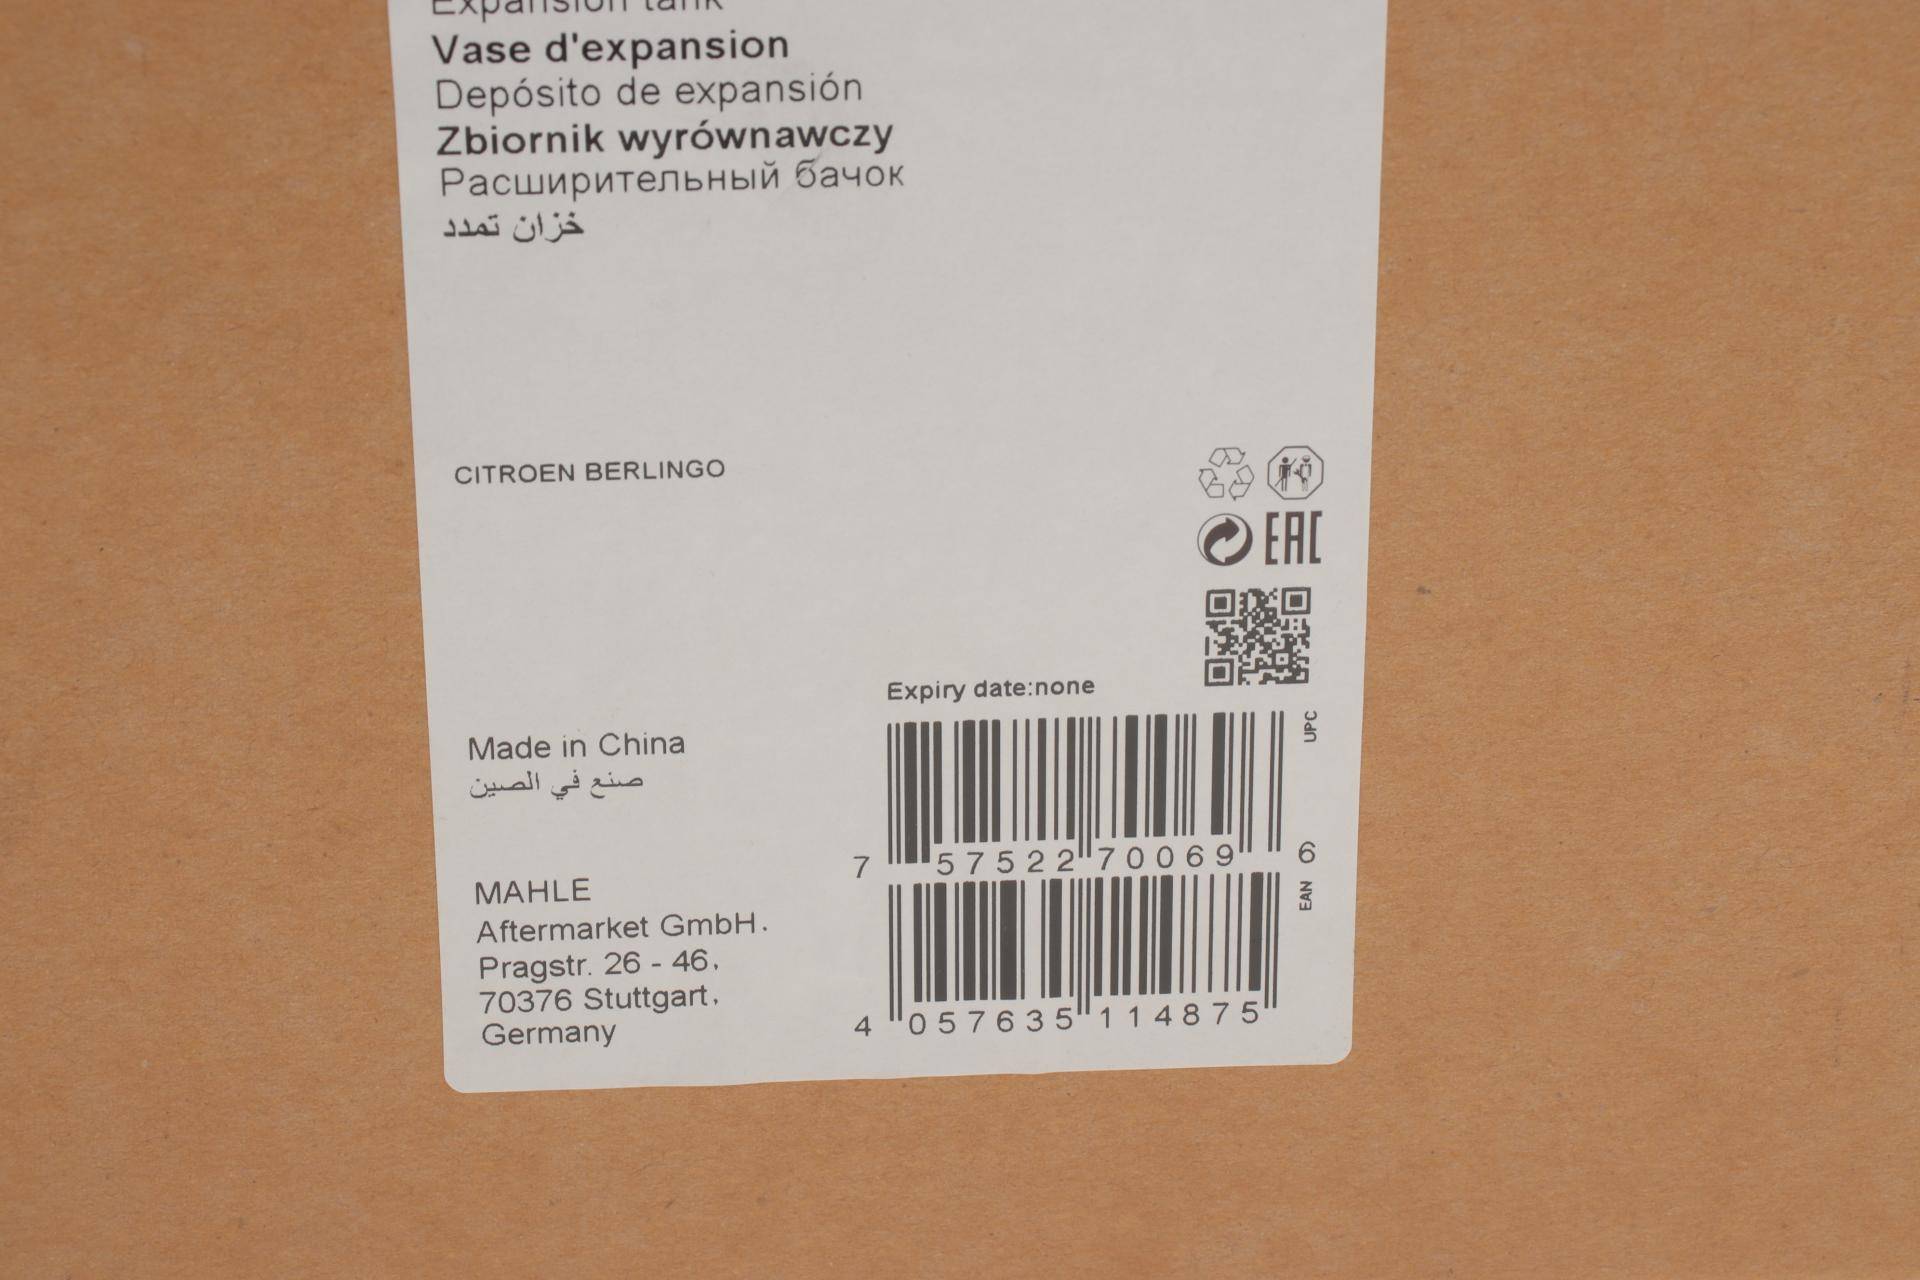 Expansion tank
Vase d'expansion
Depósito de expansión
Zbiornik wyrównawczy
Расширительный бачок
خزان تمدد
CITROEN BERLINGO
EAC
Expiry date:none
UPC
Made in China
صنع في الصين
7 57522 70069 6
EAN
MAHLE
Aftermarket GmbH.
Pragstr. 26 - 46.
70376 Stuttgart.
Germany
4 057635 114875